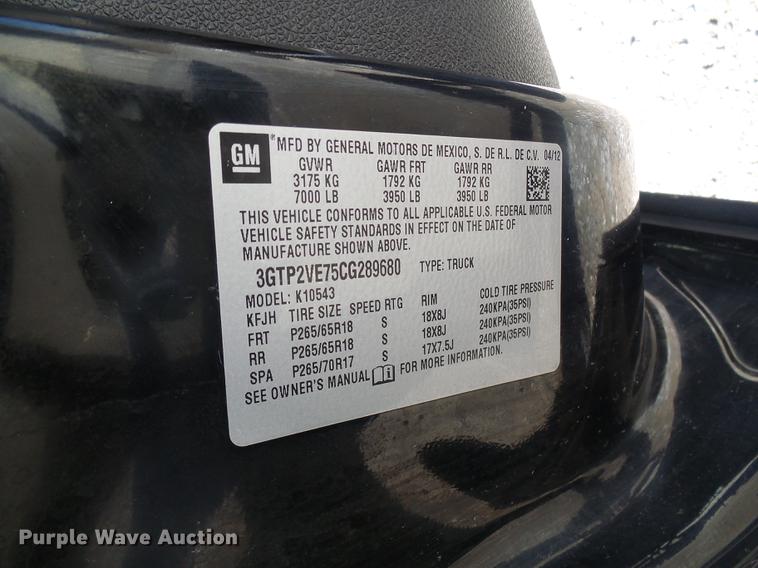 GM
*MFD BY GENERAL MOTORS DE MEXICO, S. DE R.L. DE C.V. 04/12
GVWR GAWR FRT GAWR RR
3175 KG 1792 KG 1792 KG
7000 LB 3950 LB 3950 LB
THIS VEHICLE CONFORMS TO ALL APPLICABLE U.S. FEDERAL MOTOR
VEHICLE SAFETY STANDARDS IN EFFECT ON THE DATE OF
MANUFACTURE SHOWN ABOVE.
3GTP2VE75CG289680 TYPE: TRUCK
MODEL: K10543
KFJH TIRE SIZE SPEED RTG RIM COLD TIRE PRESSURE
FRT P265/65R18 S 18X8J 240KPA(35PSI)
RR P265/65R18 S 18X8J 240KPA(35PSI)
SPA P265/70R17 S 17X7.5J 240KPA(35PSI)
SEE OWNER'S MANUAL FOR MORE INFORMATION.
Purple Wave Auction